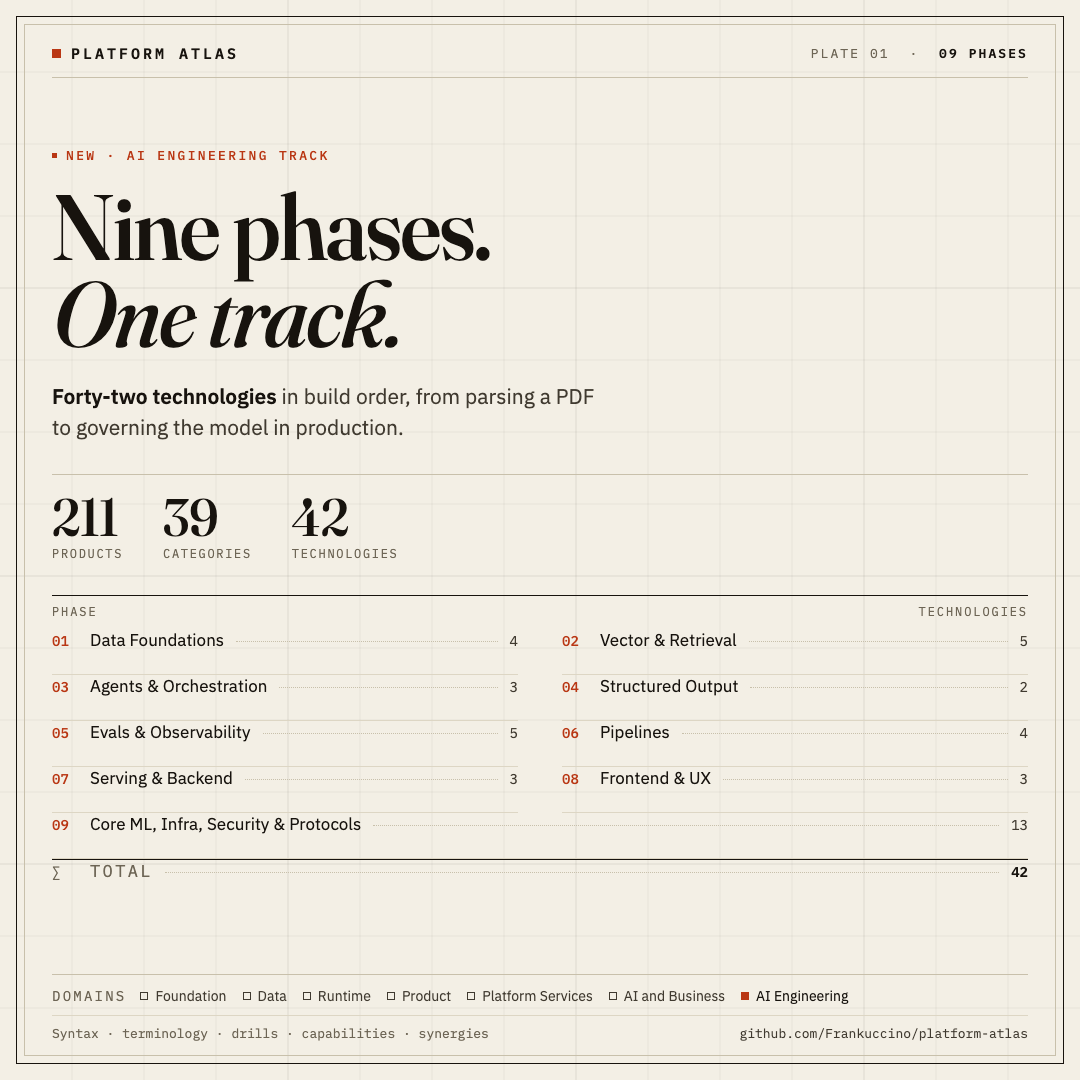 PLATFORM ATLAS
PLATE 01 · 09 PHASES
NEW · AI ENGINEERING TRACK
Nine phases.
One track.
Forty-two technologies in build order, from parsing a PDF
to governing the model in production.
211 39 42
PRODUCTS CATEGORIES TECHNOLOGIES
PHASE TECHNOLOGIES
01 Data Foundations 4 02 Vector & Retrieval 5
03 Agents & Orchestration 3 04 Structured Output 2
05 Evals & Observability 5 06 Pipelines 4
07 Serving & Backend 3 08 Frontend & UX 3
09 Core ML, Infra, Security & Protocols 13
∑ TOTAL 42
DOMAINS Foundation Data Runtime Product Platform Services AI and Business AI Engineering
Syntax · terminology · drills · capabilities · synergies github.com/Frankuccino/platform-atlas